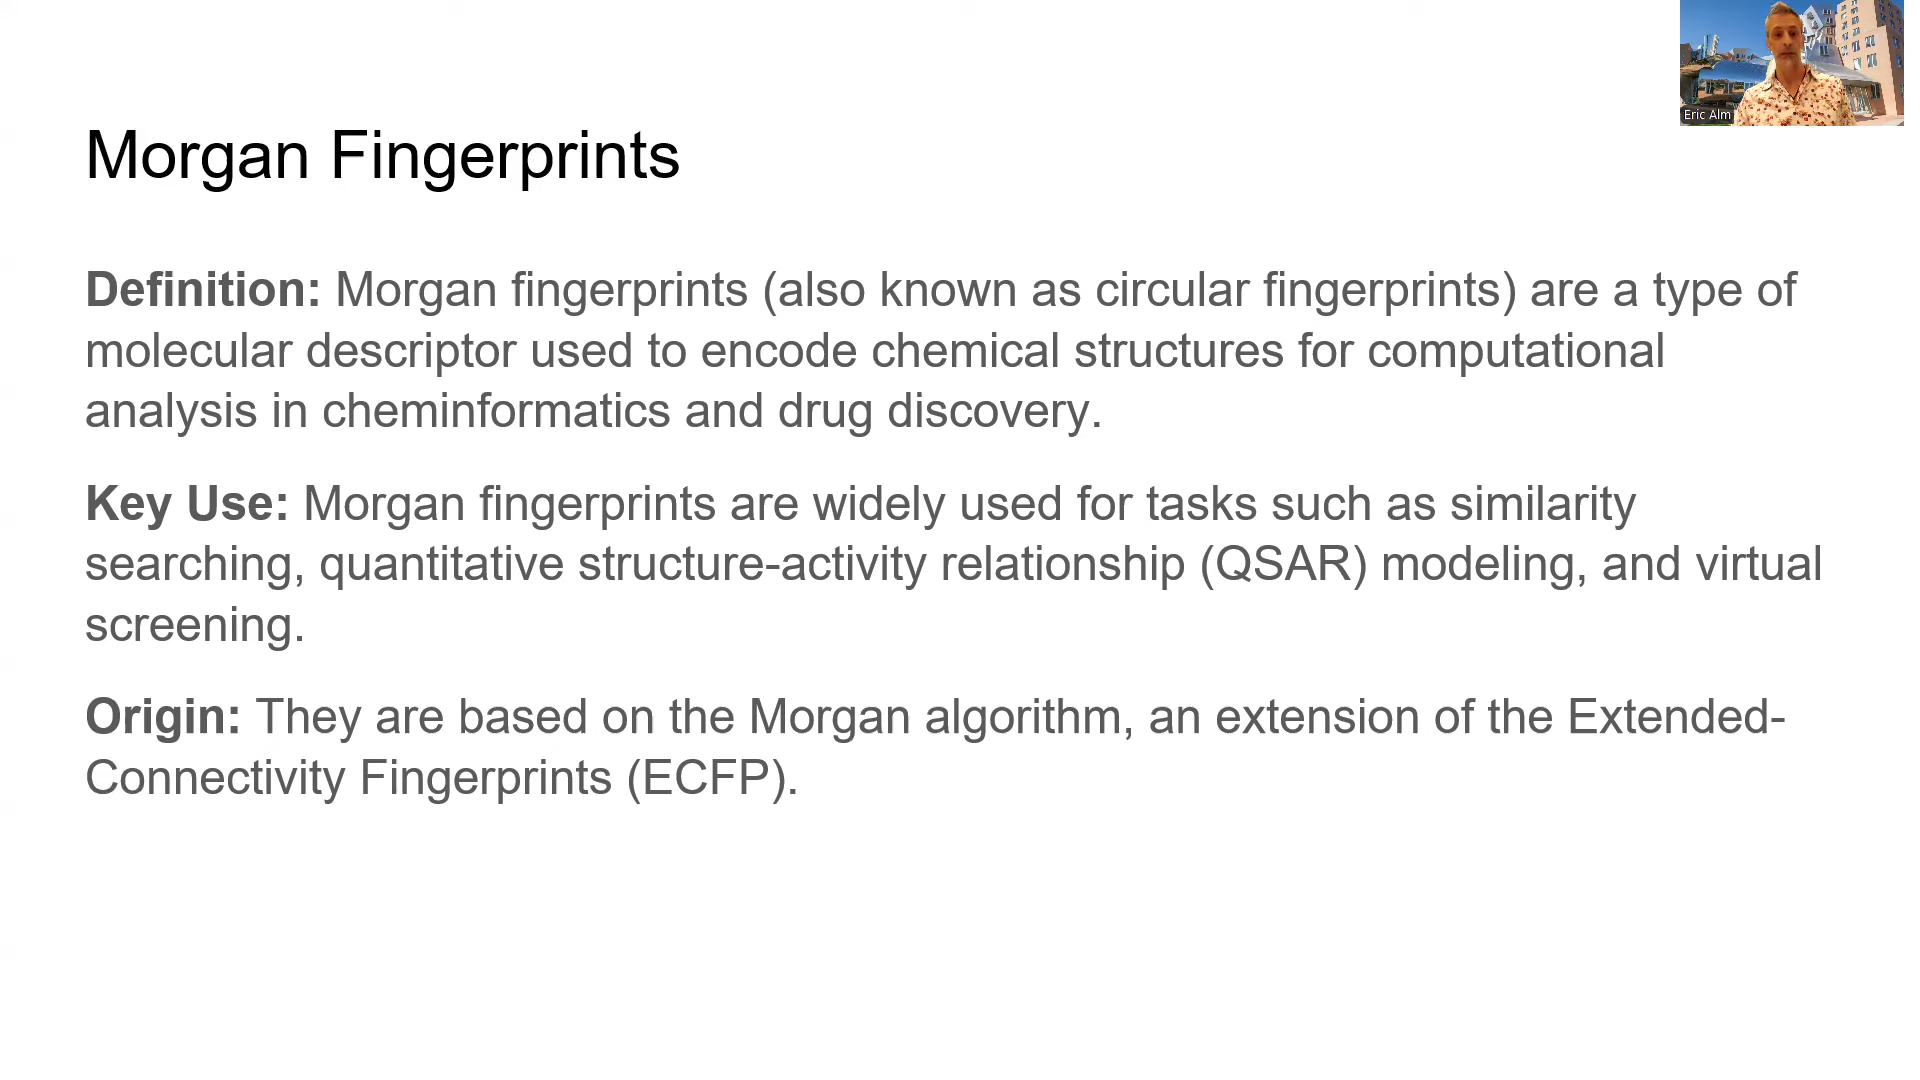 Eric Alm
Morgan Fingerprints
Definition: Morgan fingerprints (also known as circular fingerprints) are a type of
molecular descriptor used to encode chemical structures for computational
analysis in cheminformatics and drug discovery.
Key Use: Morgan fingerprints are widely used for tasks such as similarity
searching, quantitative structure-activity relationship (QSAR) modeling, and virtual
screening.
Origin: They are based on the Morgan algorithm, an extension of the Extended-
Connectivity Fingerprints (ECFP).